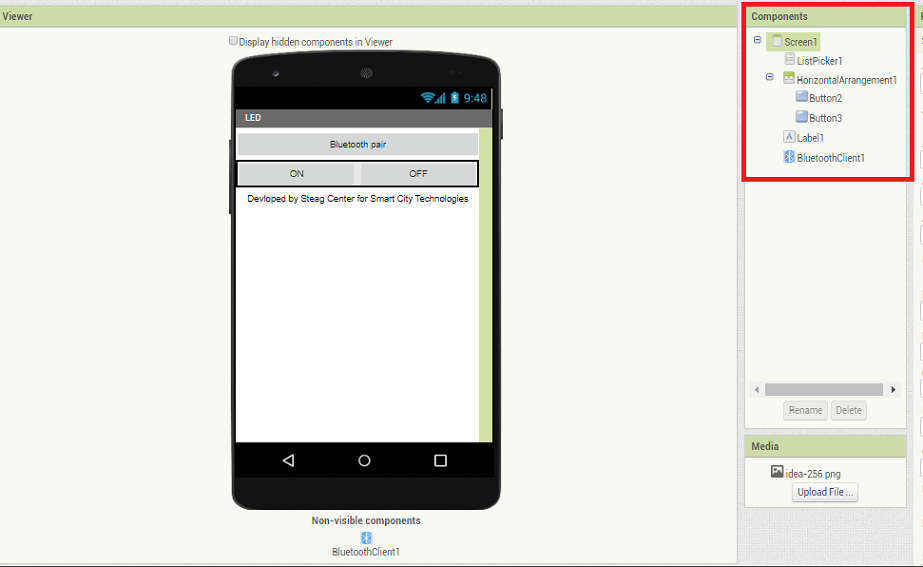 Viewer
Display hidden components in Viewer
9:48
LED
Bluetooth pair
ON OFF
Devloped by Steag Center for Smart City Technologies
Non-visible components
BluetoothClient1
Components
Screen1
ListPicker1
HorizontalArrangement1
Button2
Button3
A Label1
BluetoothClient1
Rename Delete
Media
idea-256.png
Upload File ...